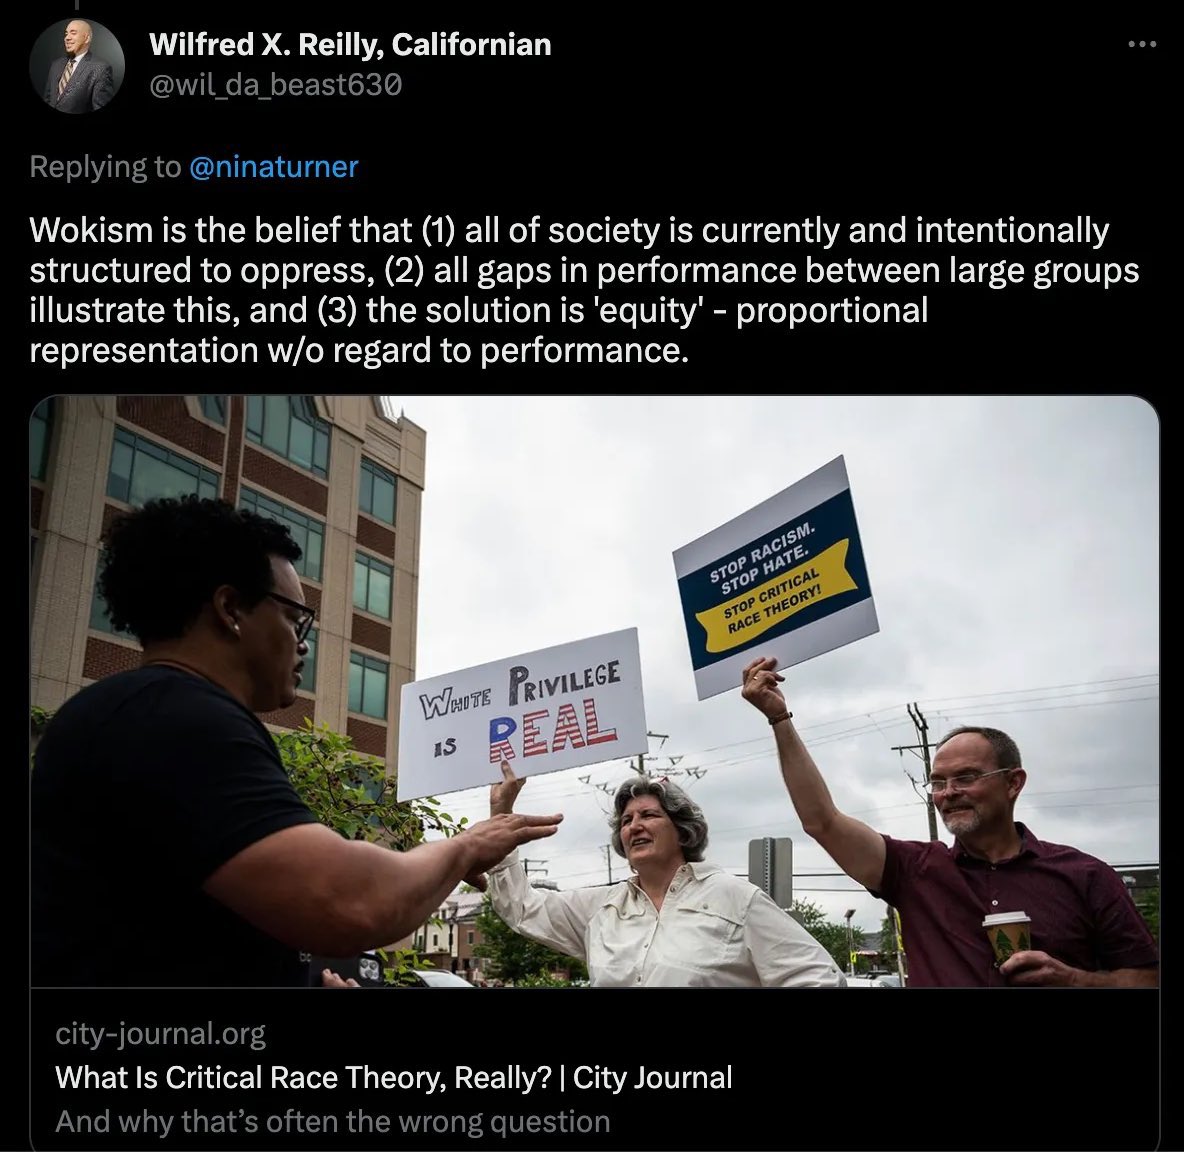 Wilfred X. Reilly, Californian
@wil_da_beast630
Replying to @ninaturner
Wokism is the belief that (1) all of society is currently and intentionally
structured to oppress, (2) all gaps in performance between large groups
illustrate this, and (3) the solution is 'equity' - proportional
representation w/o regard to performance.
STOP RACISM.
STOP HATE.
STOP CRITICAL
RACE THEORY!
WHITE PRIVILEGE
IS REAL
city-journal.org
What Is Critical Race Theory, Really? | City Journal
And why that's often the wrong question